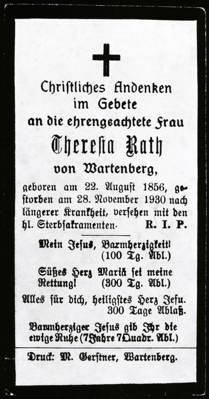 Christliches Andenken
im Gebete
an die ehrengeachtete Frau
Theresia Rath
von Wartenberg,
geboren am 22. August 1856, ge-
storben am 28. November 1930 nach
längerer Krankheit, versehen mit den
hl. Sterbsakramenten. R. I. P.
Mein Jesus, Barmherzigkeit!
(100 Tg. Abl.)
Süßes Herz Mariä sei meine
Rettung! (300 Tg. Abl.)
Alles für dich, heiligstes Herz Jesu.
300 Tage Ablaß.
Barmherziger Jesus gib Ihr die
ewige Ruhe (7 Jahre 7 Quadr. Abl.)
Druck: M. Gerstner, Wartenberg.